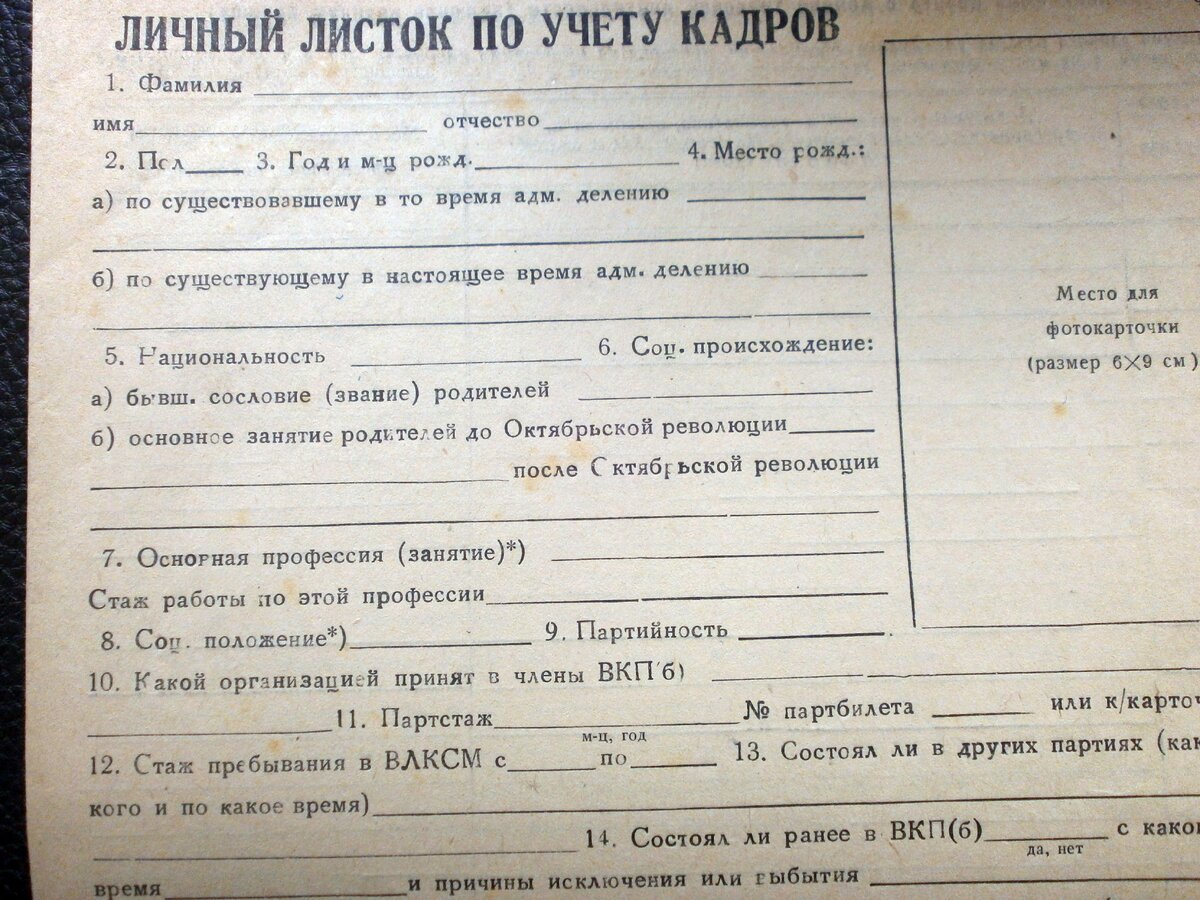 ЛИЧНЫЙ ЛИСТОК ПО УЧЕТУ КАДРОВ
1. Фамилия
имя отчество
2. Пол 3. Год и м-ц рожд. 4. Место рожд.:
а) по существовавшему в то время адм. делению
б) по существующему в настоящее время адм. делению
Место для
фотокарточки
(размер 6×9 см)
5. Национальность 6. Соц. происхождение:
а) бывш. сословие (звание) родителей
б) основное занятие родителей до Октябрьской революции
после Октябрьской революции
7. Основная профессия (занятие)*)
Стаж работы по этой профессии
8. Соц. положение*) 9. Партийность
10. Какой организацией принят в члены ВКП(б)
11. Партстаж № партбилета или к/карточ
м-ц, год
12. Стаж пребывания в ВЛКСМ с по 13. Состоял ли в других партиях (как
кого и по какое время)
14. Состоял ли ранее в ВКП(б) с како
да, нет
время и причины исключения или выбытия